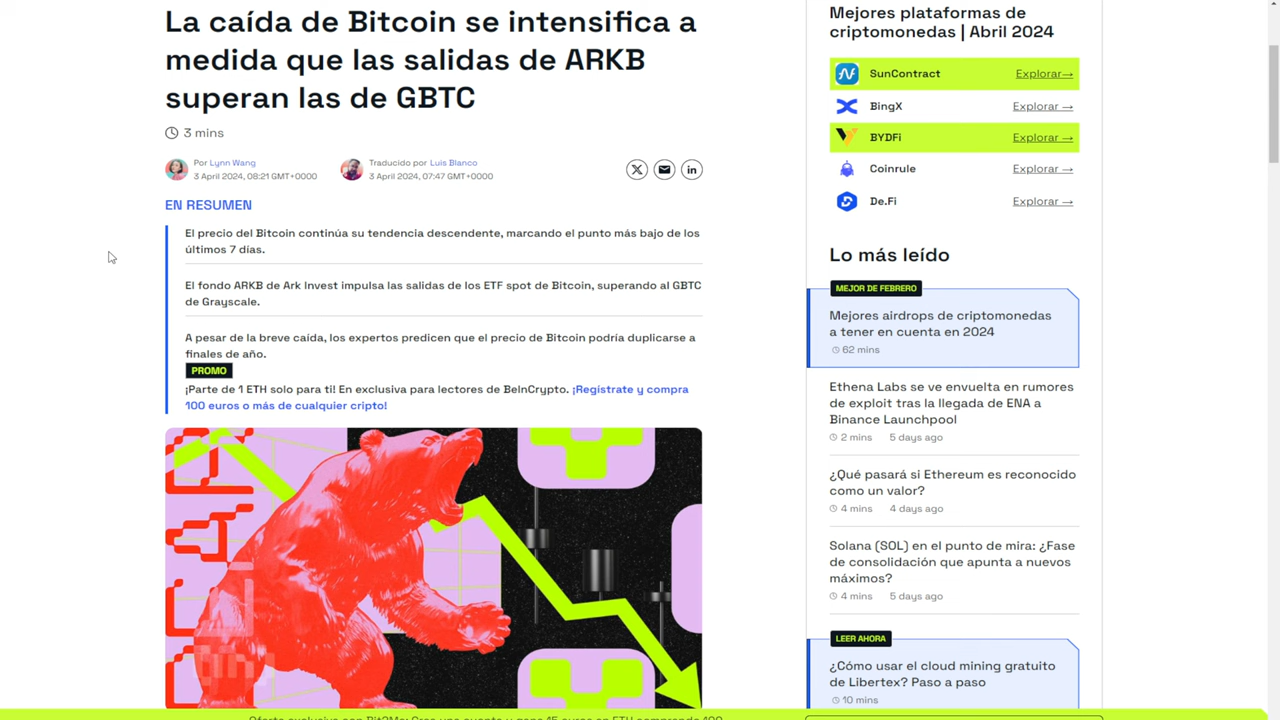 La caída de Bitcoin se intensifica a
medida que las salidas de ARKB
superan las de GBTC
3 mins
Por Lynn Wang
3 April 2024, 08:21 GMT+0000
Traducido por Luis Blanco
3 April 2024, 07:47 GMT+0000
EN RESUMEN
El precio del Bitcoin continúa su tendencia descendente, marcando el punto más bajo de los
últimos 7 días.
El fondo ARKB de Ark Invest impulsa las salidas de los ETF spot de Bitcoin, superando al GBTC
de Grayscale.
A pesar de la breve caída, los expertos predicen que el precio de Bitcoin podría duplicarse a
finales de año.
PROMO
¡Parte de 1 ETH solo para ti! En exclusiva para lectores de BeInCrypto. ¡Regístrate y compra
100 euros o más de cualquier cripto!
Mejores plataformas de
criptomonedas | Abril 2024
SunContract Explorar→
BingX Explorar →
BYDFi Explorar →
Coinrule Explorar →
De.Fi Explorar →
Lo más leído
MEJOR DE FEBRERO
Mejores airdrops de criptomonedas
a tener en cuenta en 2024
62 mins
Ethena Labs se ve envuelta en rumores
de exploit tras la llegada de ENA a
Binance Launchpool
2 mins 5 days ago
¿Qué pasará si Ethereum es reconocido
como un valor?
4 mins 4 days ago
Solana (SOL) en el punto de mira: ¿Fase
de consolidación que apunta a nuevos
máximos?
4 mins 5 days ago
LEER AHORA
¿Cómo usar el cloud mining gratuito
de Libertex? Paso a paso
10 mins